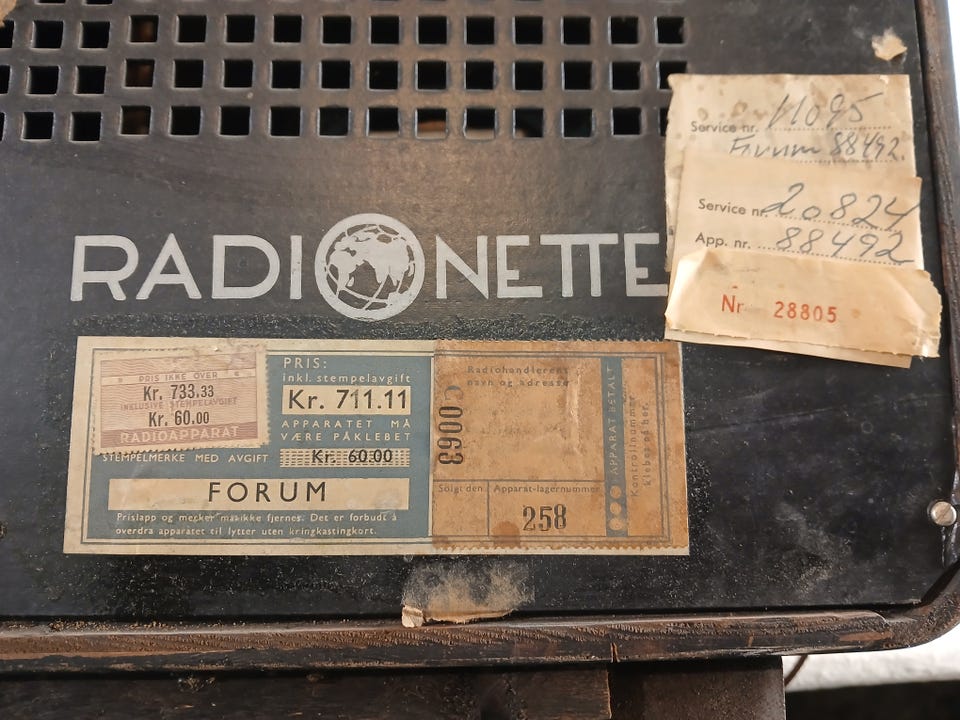 Service nr. 11095
Forum 88492.
Service nr. 20824
App. nr. 88492
Nr 28805
RADIONETTE
PRIS IKKE OVER
Kr. 733.33
INKLUSIVE STEMPELAVGIFT
Kr. 60.00
RADIOAPPARAT
PRIS:
inkl. stempelavgift
Kr. 711.11
APPARATET MÅ
VÆRE PÅKLEBET
STEMPELMERKE MED AVGIFT Kr. 60.00
FORUM
Prislapp og merker må ikke fjernes. Det er forbudt å
overdra apparatet til lytter uten kringkastingkort.
Radiohandlerens
navn og adresse
C 0063
Solgt den
Apparat-lagernummer
258
APPARAT BETALT
Kontrollnummer
klebes på her.